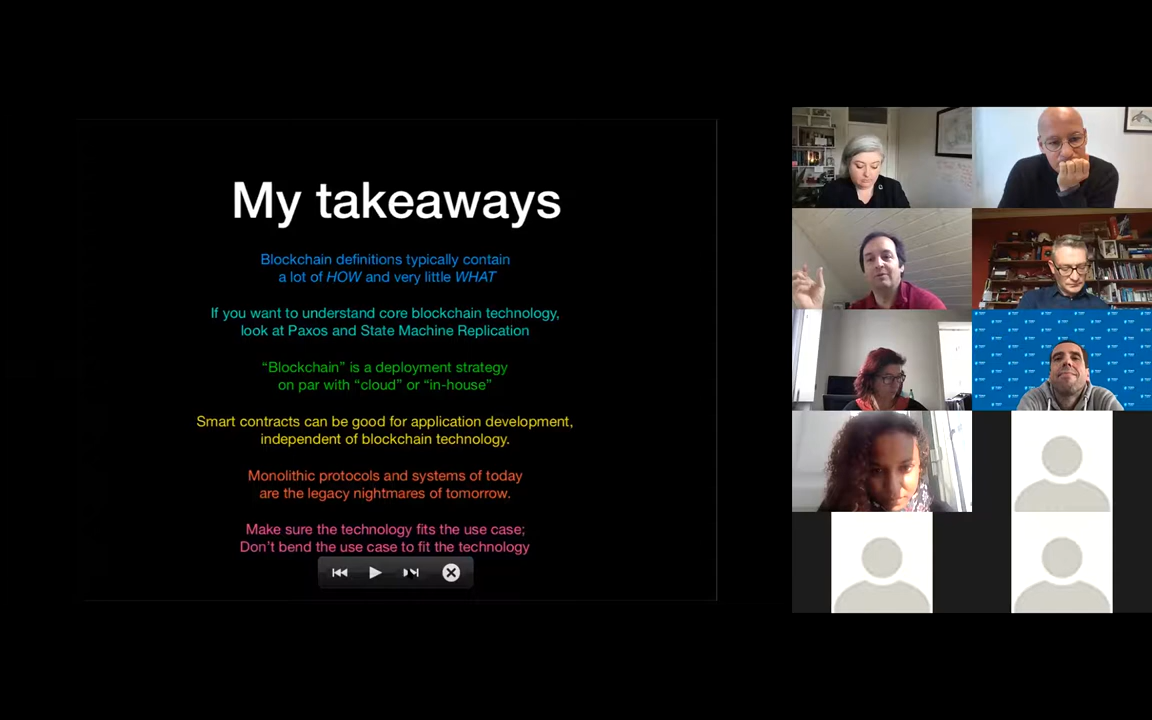 My takeaways
Blockchain definitions typically contain
a lot of HOW and very little WHAT
If you want to understand core blockchain technology,
look at Paxos and State Machine Replication
“Blockchain” is a deployment strategy
on par with “cloud” or “in-house”
Smart contracts can be good for application development,
independent of blockchain technology.
Monolithic protocols and systems of today
are the legacy nightmares of tomorrow.
Make sure the technology fits the use case;
Don’t bend the use case to fit the technology